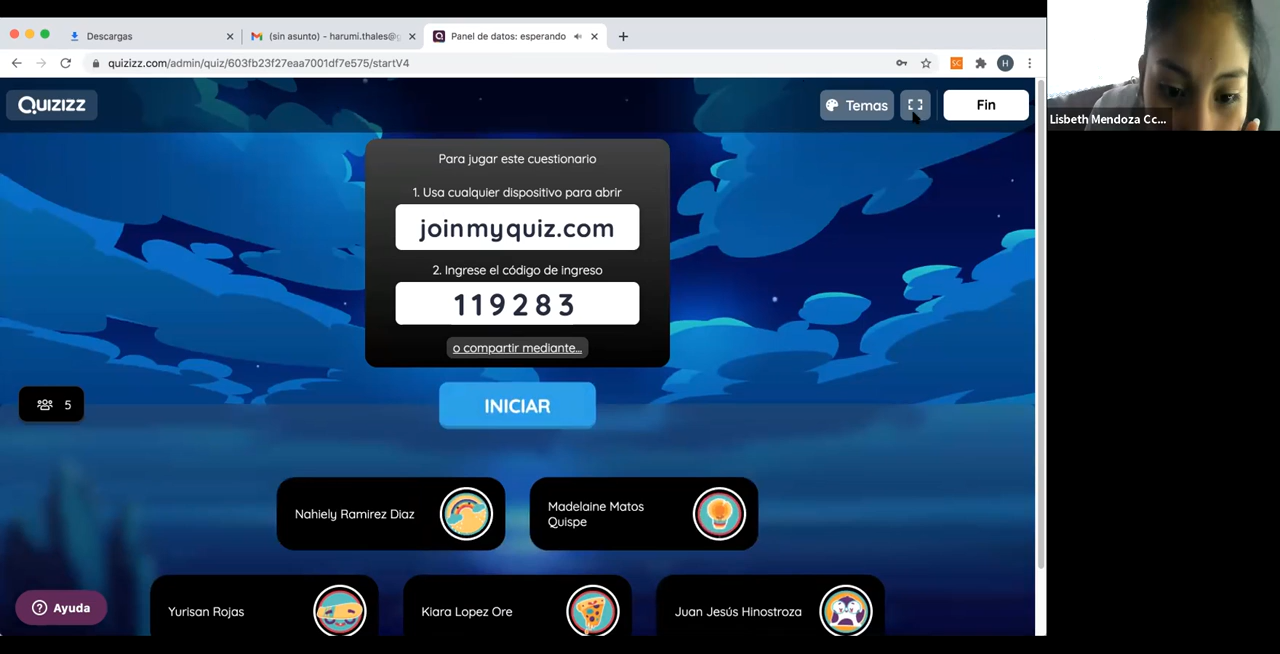 Descargas
(sin asunto) - harumi.thales@g
Panel de datos: esperando
quizizz.com/admin/quiz/603fb23f27eaa7001df7e575/startV4
SC
H
Quizizz
Temas
Fin
Lisbeth Mendoza Cc...
Para jugar este cuestionario
1. Usa cualquier dispositivo para abrir
joinmyquiz.com
2. Ingrese el código de ingreso
119283
o compartir mediante...
INICIAR
5
Nahiely Ramirez Diaz
Madelaine Matos
Quispe
Ayuda
Yurisan Rojas
Kiara Lopez Ore
Juan Jesús Hinostroza